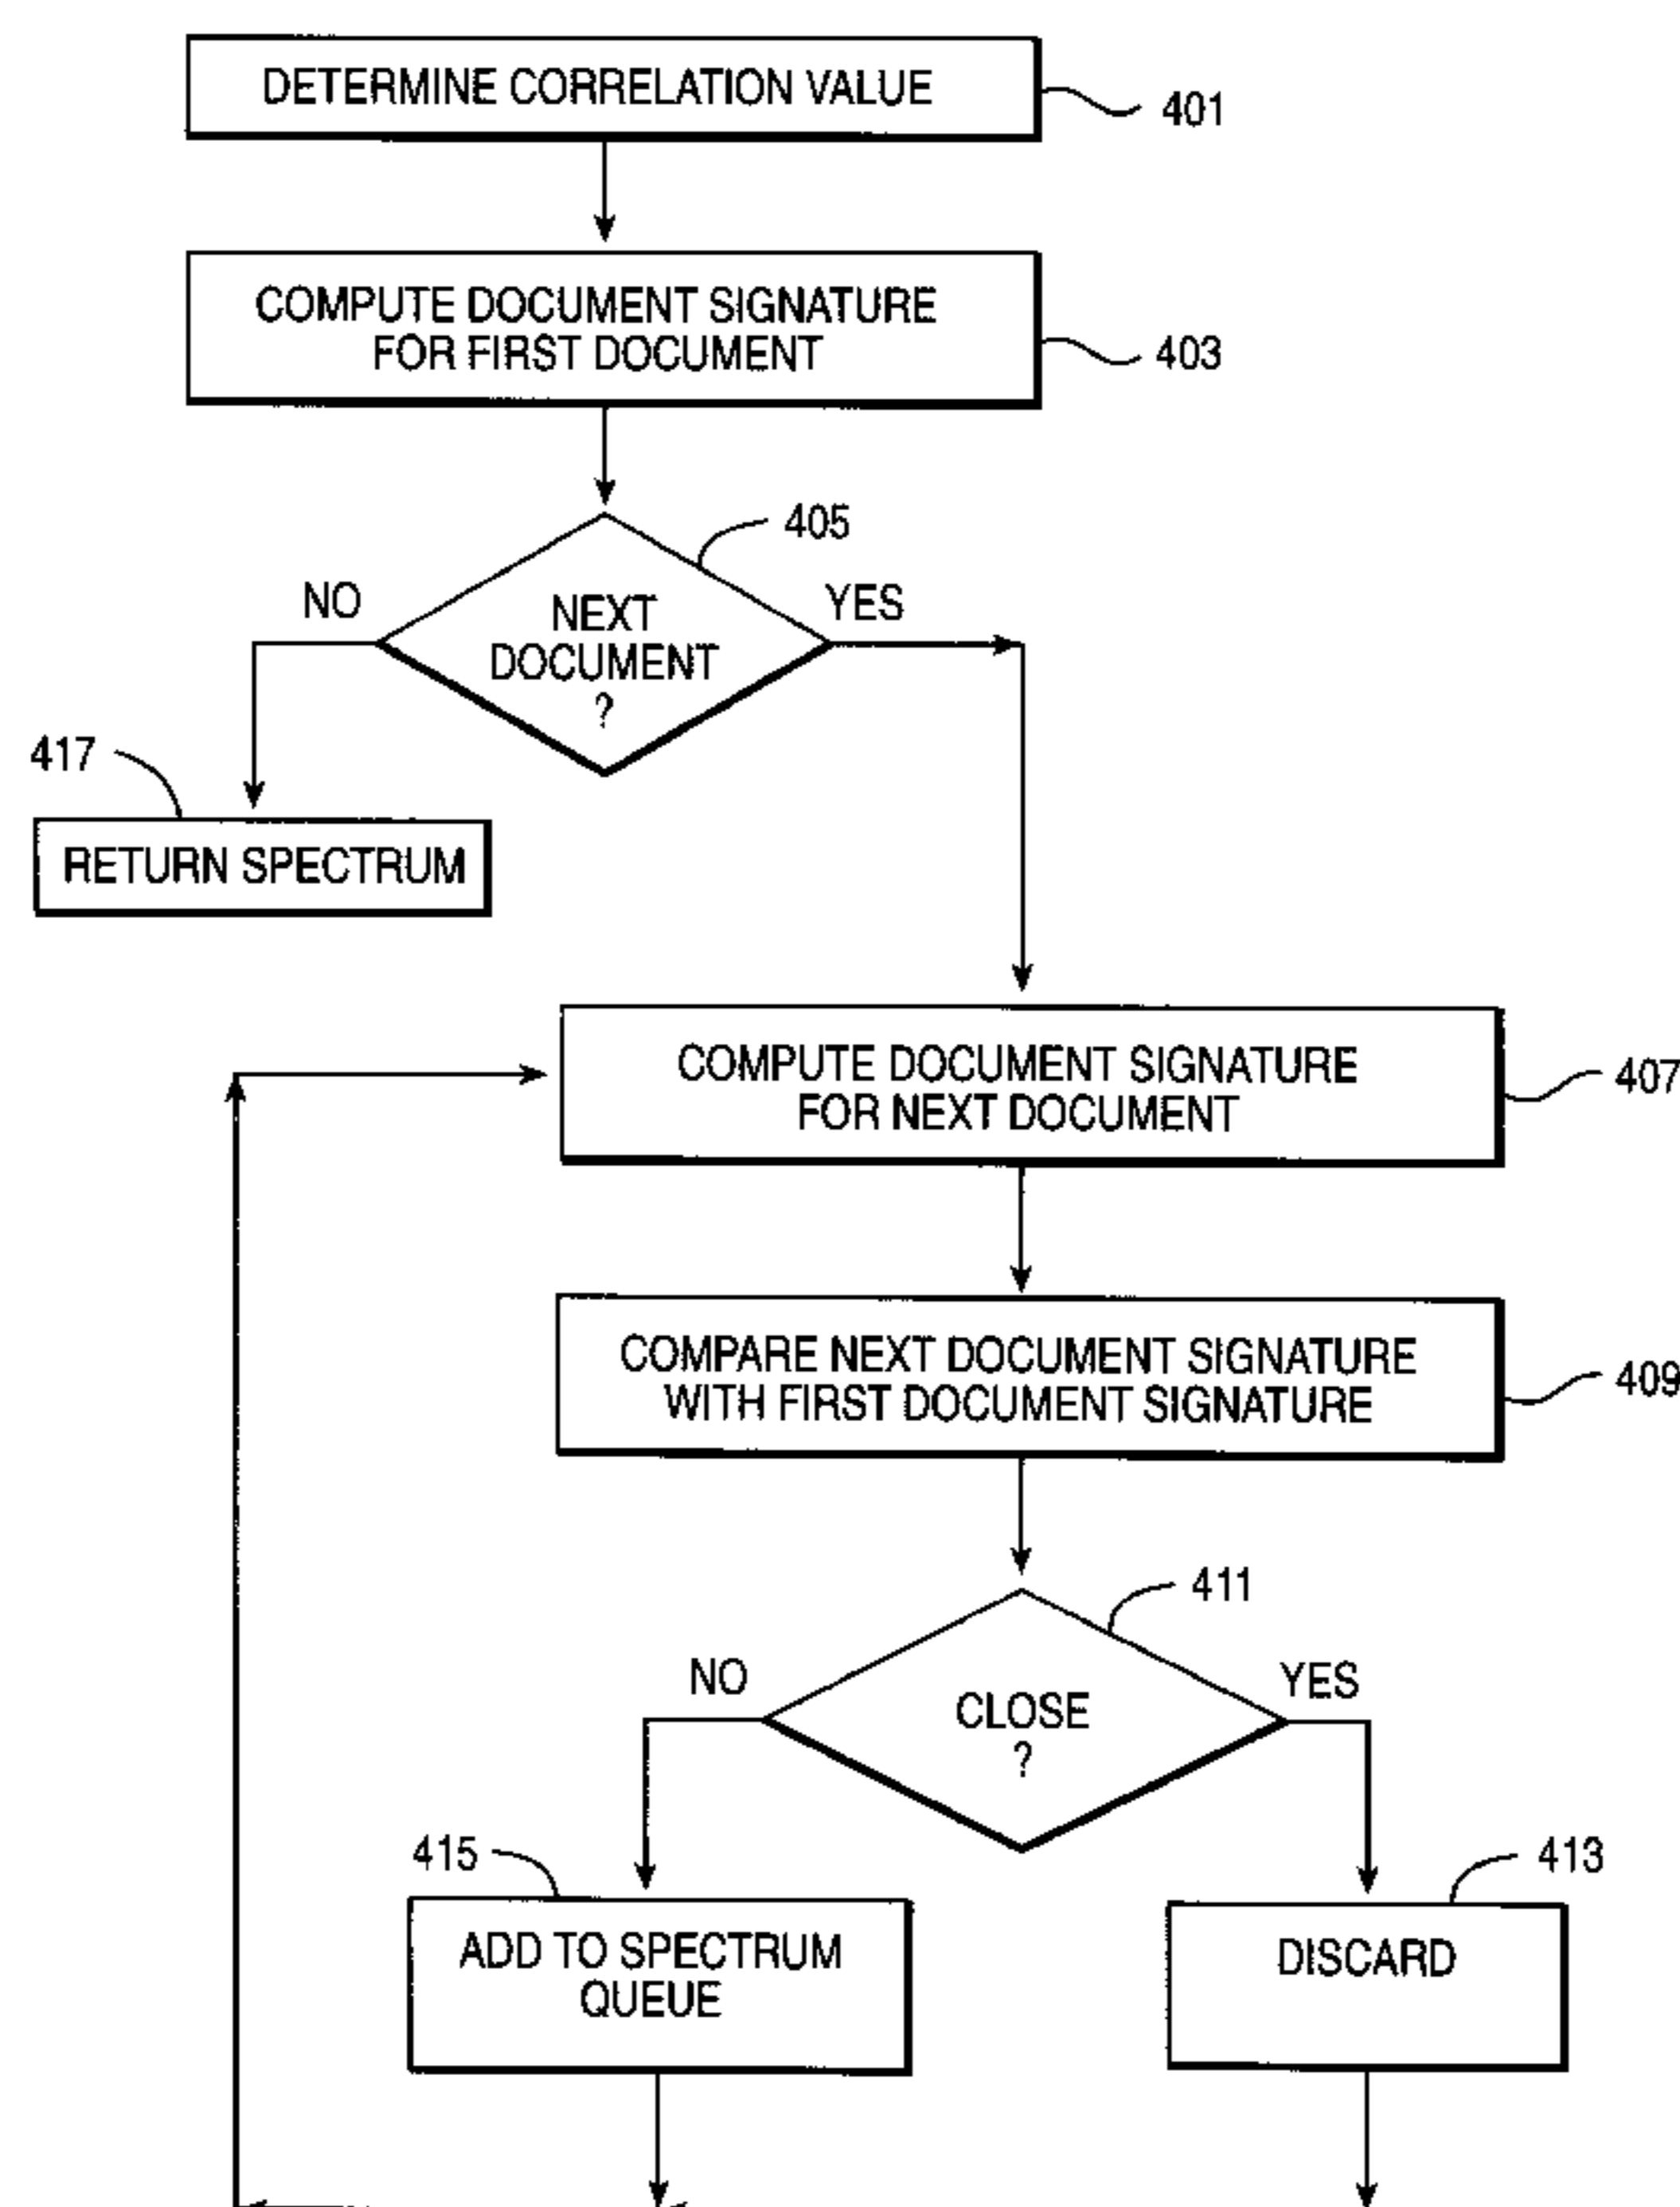 DETERMINE CORRELATION VALUE
401
COMPUTE DOCUMENT SIGNATURE
FOR FIRST DOCUMENT
403
405
NO
YES
NEXT
DOCUMENT
?
417
RETURN SPECTRUM
COMPUTE DOCUMENT SIGNATURE
FOR NEXT DOCUMENT
407
COMPARE NEXT DOCUMENT SIGNATURE
WITH FIRST DOCUMENT SIGNATURE
409
411
NO
YES
CLOSE
?
415
413
ADD TO SPECTRUM
QUEUE
DISCARD